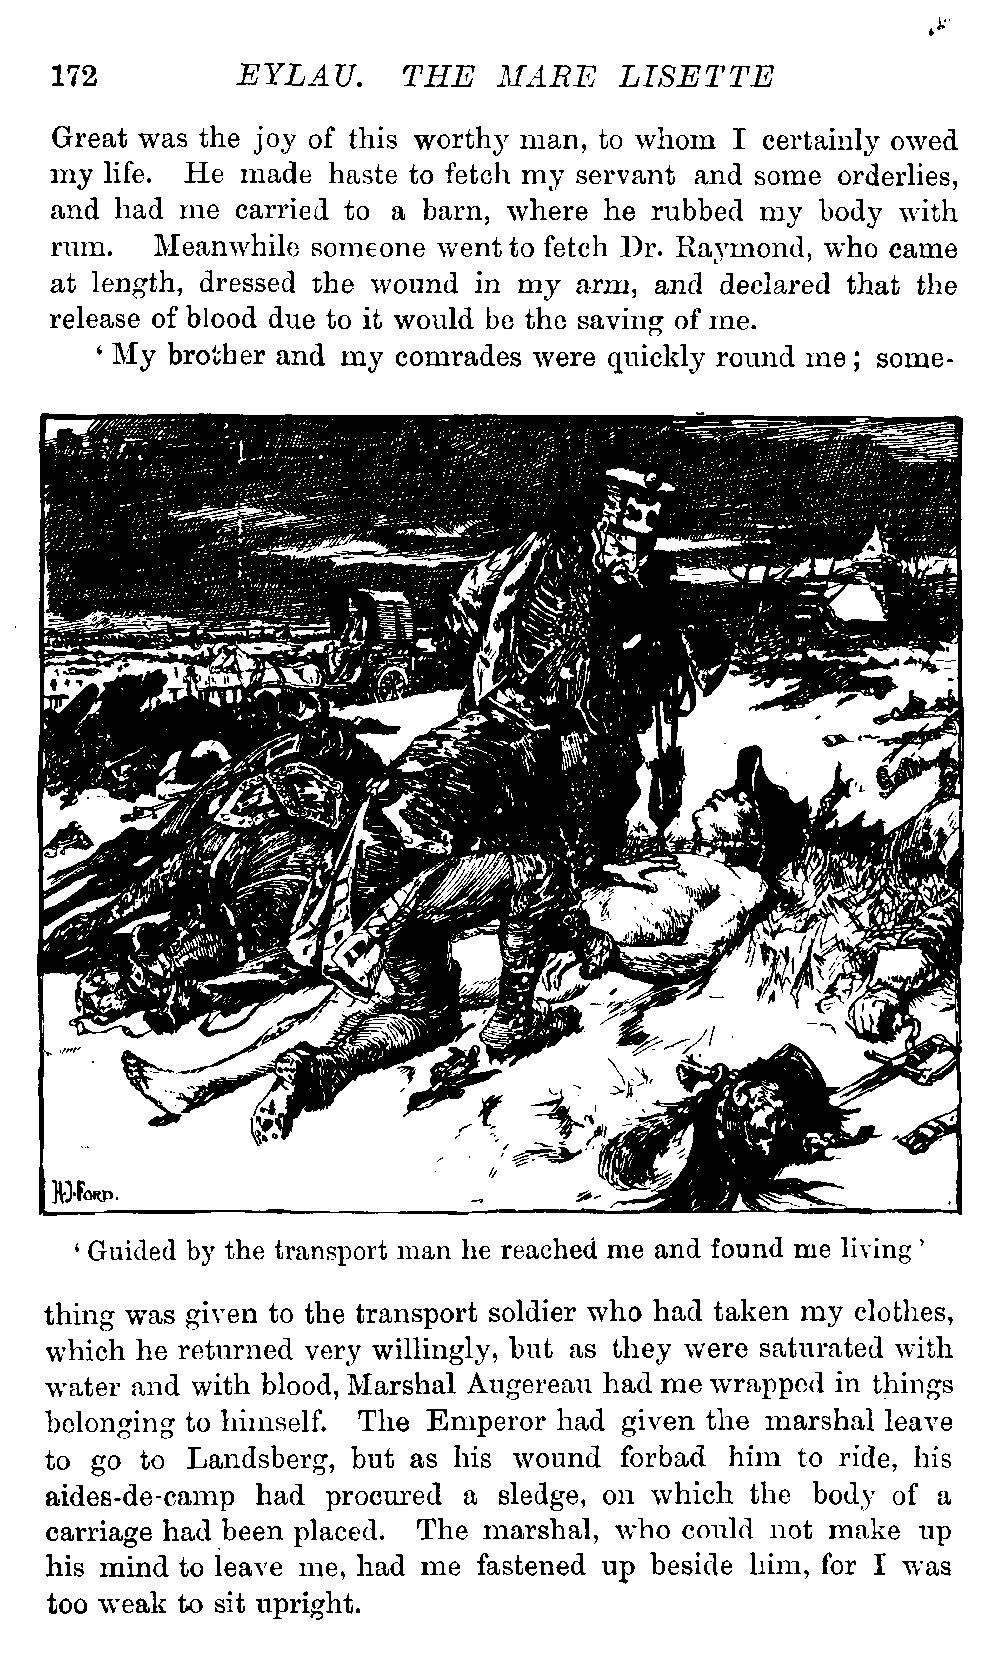 172 EYLAU. THE MARE LISETTE
Great was the joy of this worthy man, to whom I certainly owed
my life. He made haste to fetch my servant and some orderlies,
and had me carried to a barn, where he rubbed my body with
rum. Meanwhile someone went to fetch Dr. Raymond, who came
at length, dressed the wound in my arm, and declared that the
release of blood due to it would be the saving of me.
‘ My brother and my comrades were quickly round me ; some-
H.J.FORD.
‘ Guided by the transport man he reached me and found me living ’
thing was given to the transport soldier who had taken my clothes,
which he returned very willingly, but as they were saturated with
water and with blood, Marshal Augereau had me wrapped in things
belonging to himself. The Emperor had given the marshal leave
to go to Landsberg, but as his wound forbad him to ride, his
aides-de-camp had procured a sledge, on which the body of a
carriage had been placed. The marshal, who could not make up
his mind to leave me, had me fastened up beside him, for I was
too weak to sit upright.